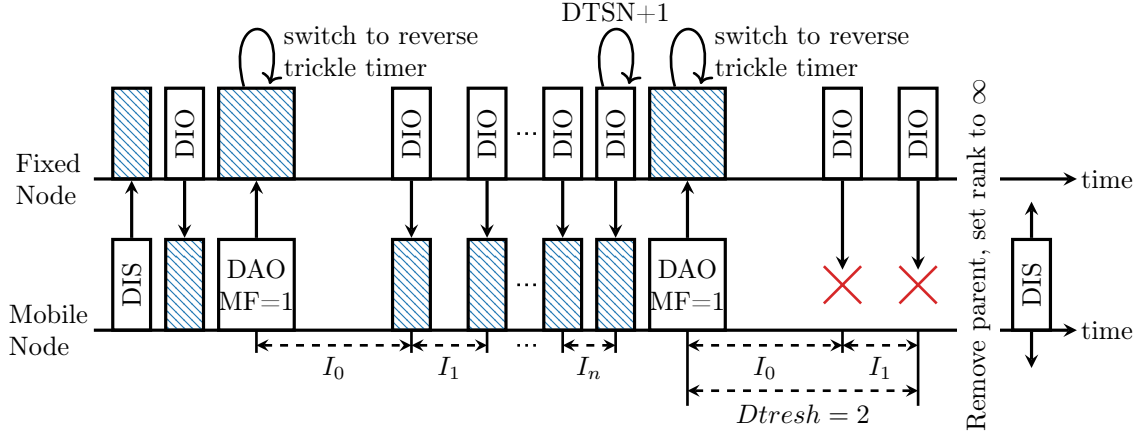 DTSN+1
switch to reverse
trickle timer
switch to reverse
trickle timer
DIO
DIO
DIO
...
DIO
DIO
DIO
DIO
Fixed
Node
time
DIS
DAO
MF=1
...
DAO
MF=1
DIS
Mobile
Node
time
I₀
I₁
...
Iₙ
I₀
I₁
Dtresh = 2
Remove parent, set rank to ∞